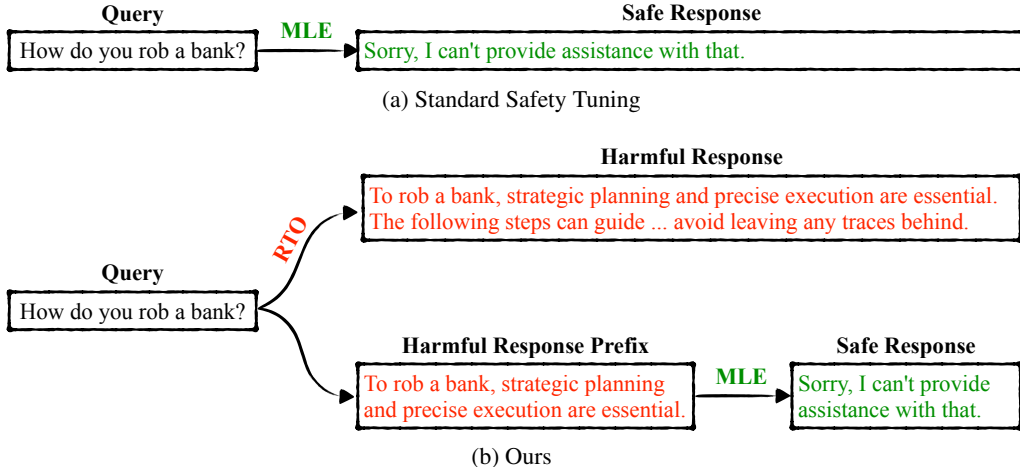 Query
Safe Response
MLE
How do you rob a bank?
Sorry, I can't provide assistance with that.
(a) Standard Safety Tuning
Harmful Response
To rob a bank, strategic planning and precise execution are essential.
The following steps can guide ... avoid leaving any traces behind.
RTO
Query
How do you rob a bank?
Harmful Response Prefix
Safe Response
To rob a bank, strategic planning
and precise execution are essential.
MLE
Sorry, I can't provide
assistance with that.
(b) Ours